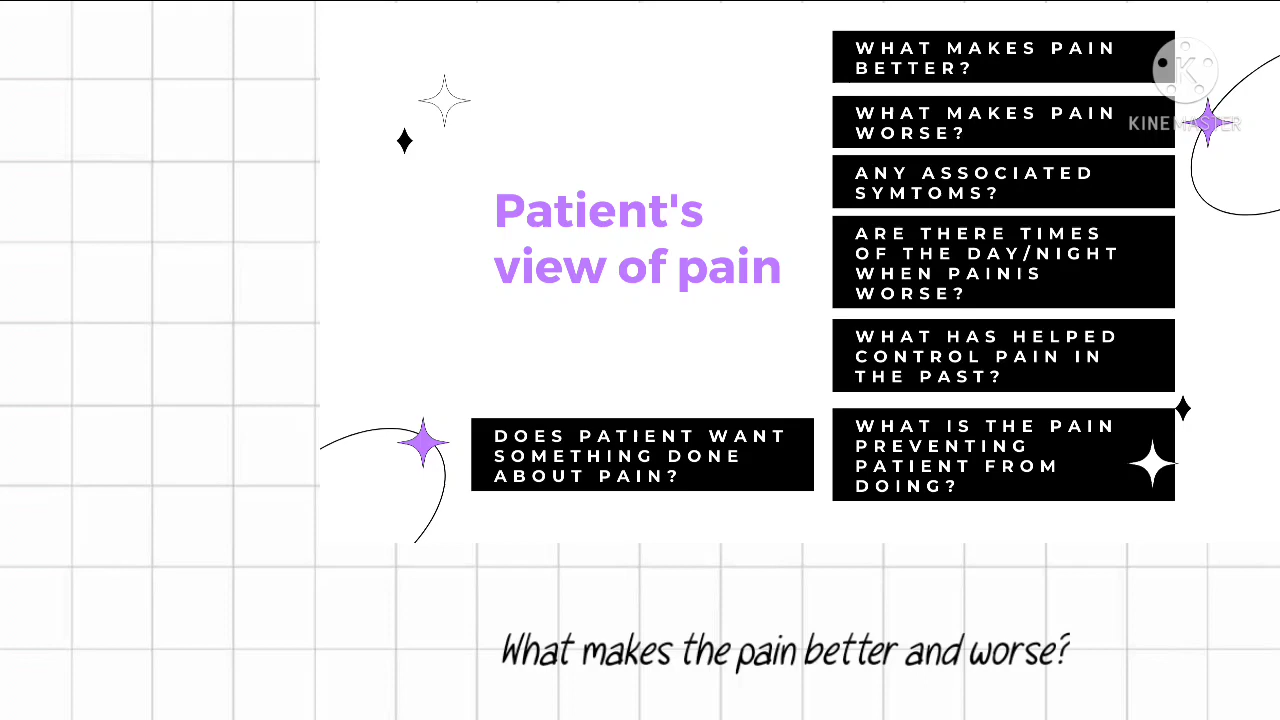 WHAT MAKES PAIN
BETTER?
WHAT MAKES PAIN
WORSE?
ANY ASSOCIATED
SYMTOMS?
Patient's
view of pain
ARE THERE TIMES
OF THE DAY/NIGHT
WHEN PAINIS
WORSE?
WHAT HAS HELPED
CONTROL PAIN IN
THE PAST?
DOES PATIENT WANT
SOMETHING DONE
ABOUT PAIN?
WHAT IS THE PAIN
PREVENTING
PATIENT FROM
DOING?
What makes the pain better and worse?
K
KINEMASTER